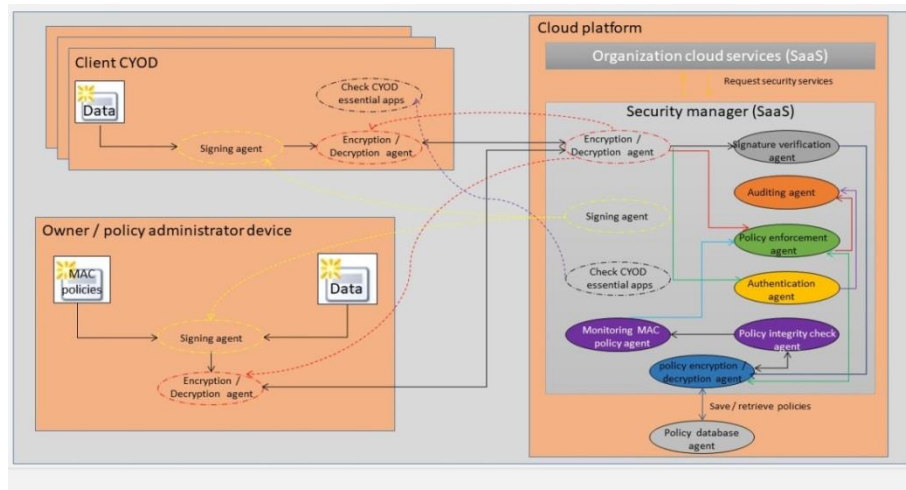 Client CYOD
Data
Signing agent
Check CYOD
essential apps
Encryption /
Decryption agent
Owner / policy administrator device
MAC
policies
Data
Signing agent
Encryption /
Decryption agent
Cloud platform
Organization cloud services (SaaS)
Request security services
Security manager (SaaS)
Encryption /
Decryption agent
Signature verification
agent
Auditing agent
Signing agent
Policy enforcement
agent
Check CYOD
essential apps
Authentication
agent
Monitoring MAC
policy agent
Policy integrity check
agent
policy encryption /
decryption agent
Save / retrieve policies
Policy database
agent